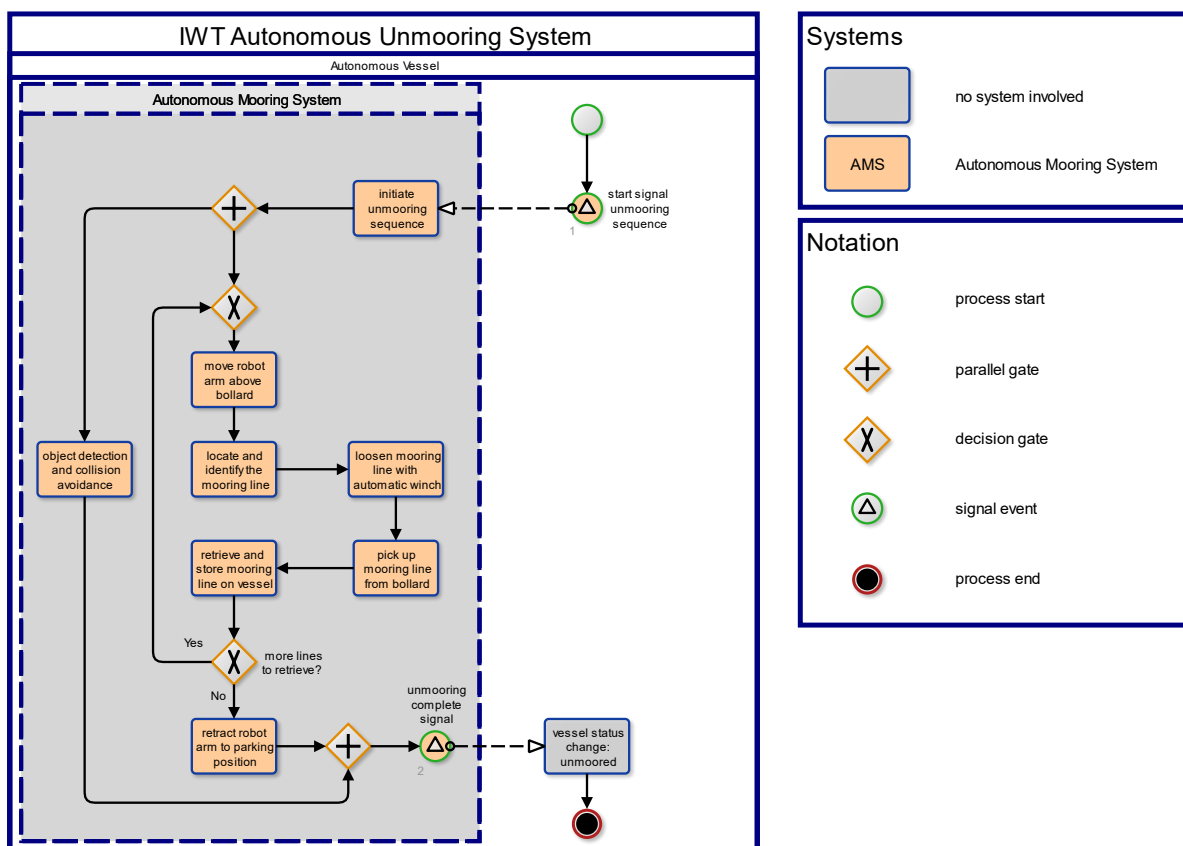 IWT Autonomous Unmooring System
Autonomous Vessel
Autonomous Mooring System
start signal
unmooring
sequence
1
initiate
unmooring
sequence
move robot
arm above
bollard
object detection
and collision
avoidance
locate and
identify the
mooring line
loosen mooring
line with
automatic winch
retrieve and
store mooring
line on vessel
pick up
mooring line
from bollard
Yes
more lines
to retrieve?
No
unmooring
complete
signal
retract robot
arm to parking
position
2
vessel status
change:
unmoored
Systems
no system involved
AMS
Autonomous Mooring System
Notation
process start
parallel gate
decision gate
signal event
process end